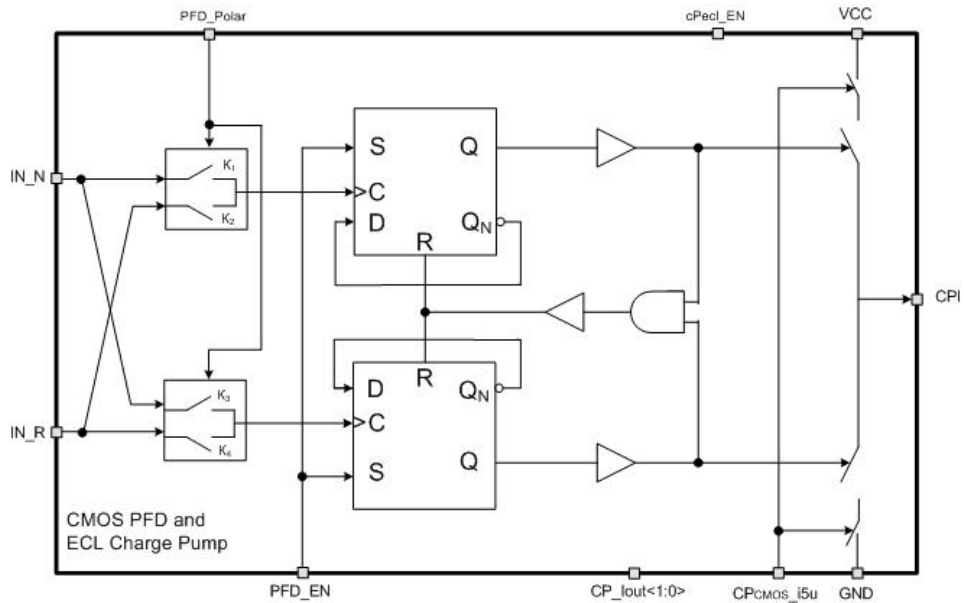 PFD_Polar
cPecl_EN
VCC
IN_N
K1
K2
S
Q
C
D
QN
R
CPI
K3
K4
IN_R
R
D
QN
C
S
Q
CMOS PFD and
ECL Charge Pump
PFD_EN
CP_Iout<1:0>
CPCMOS_i5u
GND